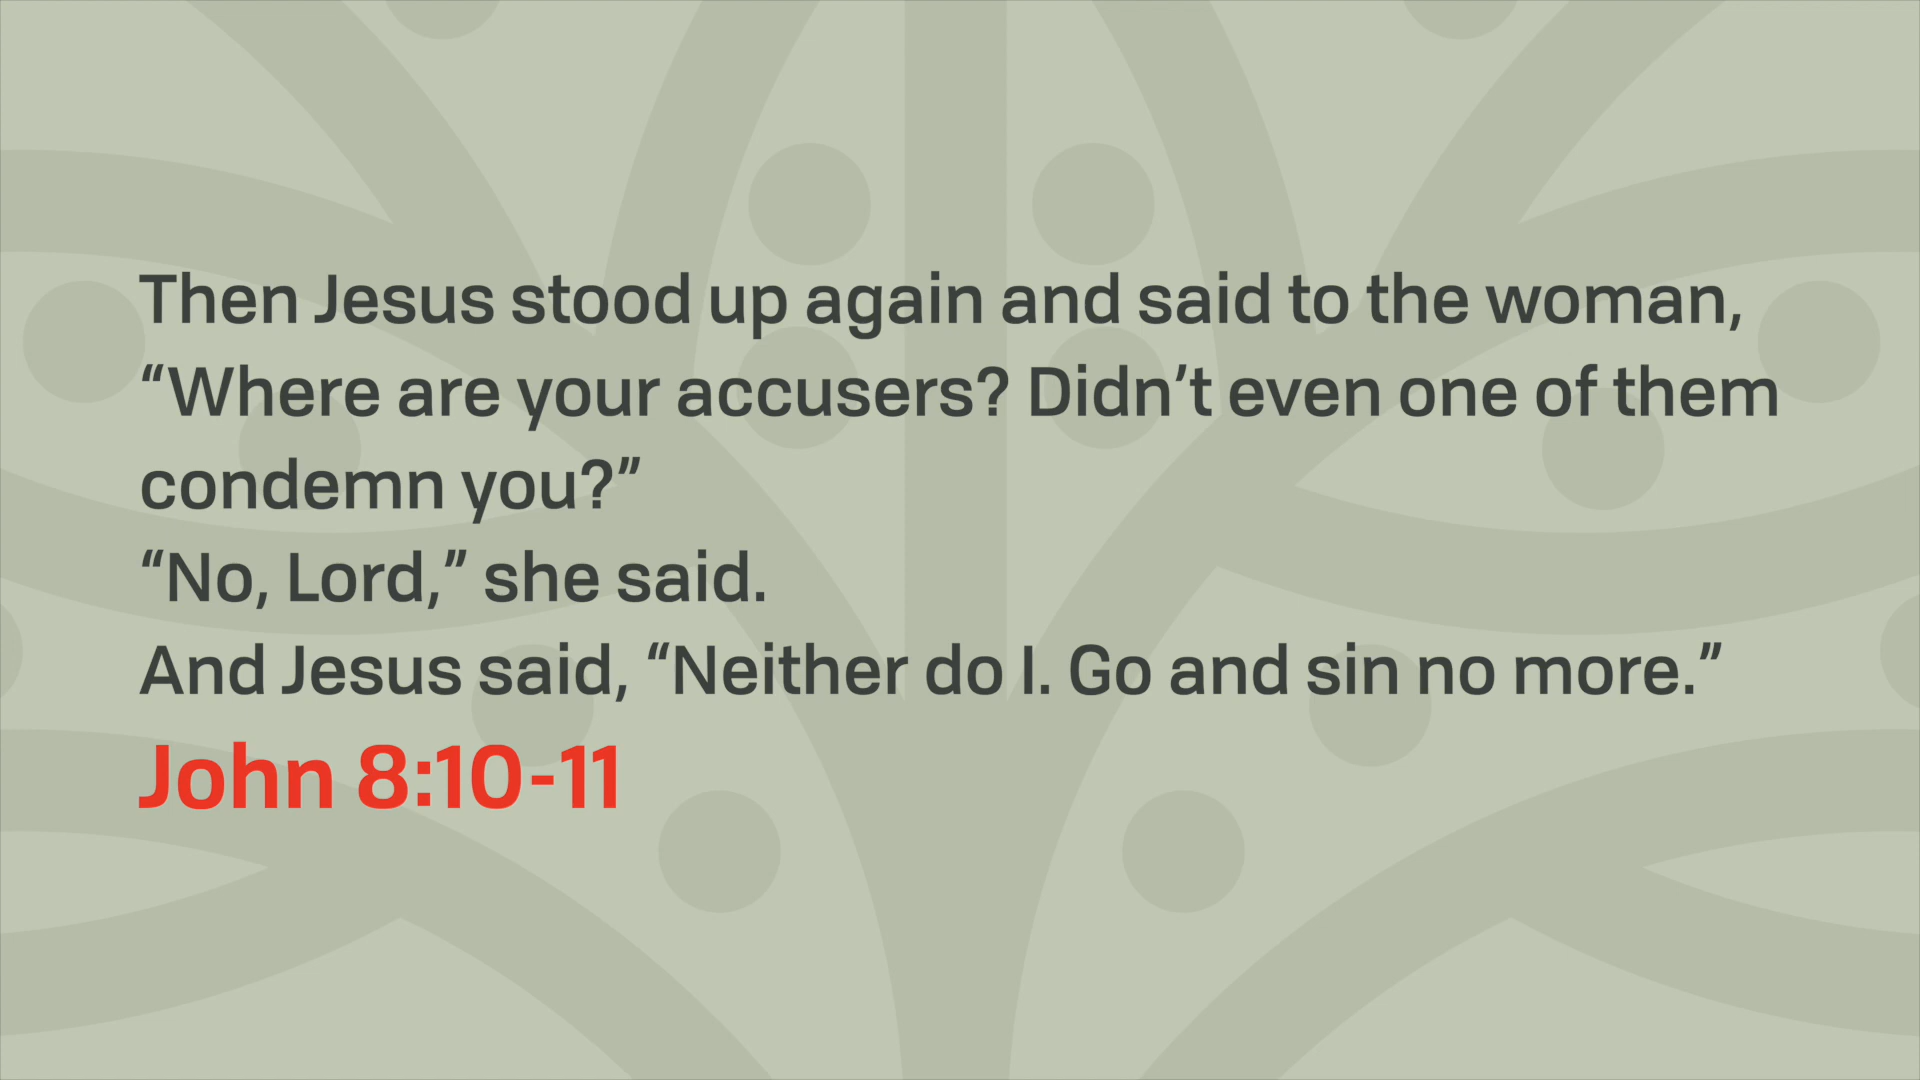 Then Jesus stood up again and said to the woman,
“Where are your accusers? Didn’t even one of them
condemn you?”
“No, Lord,” she said.
And Jesus said, “Neither do I. Go and sin no more.”
John 8:10-11